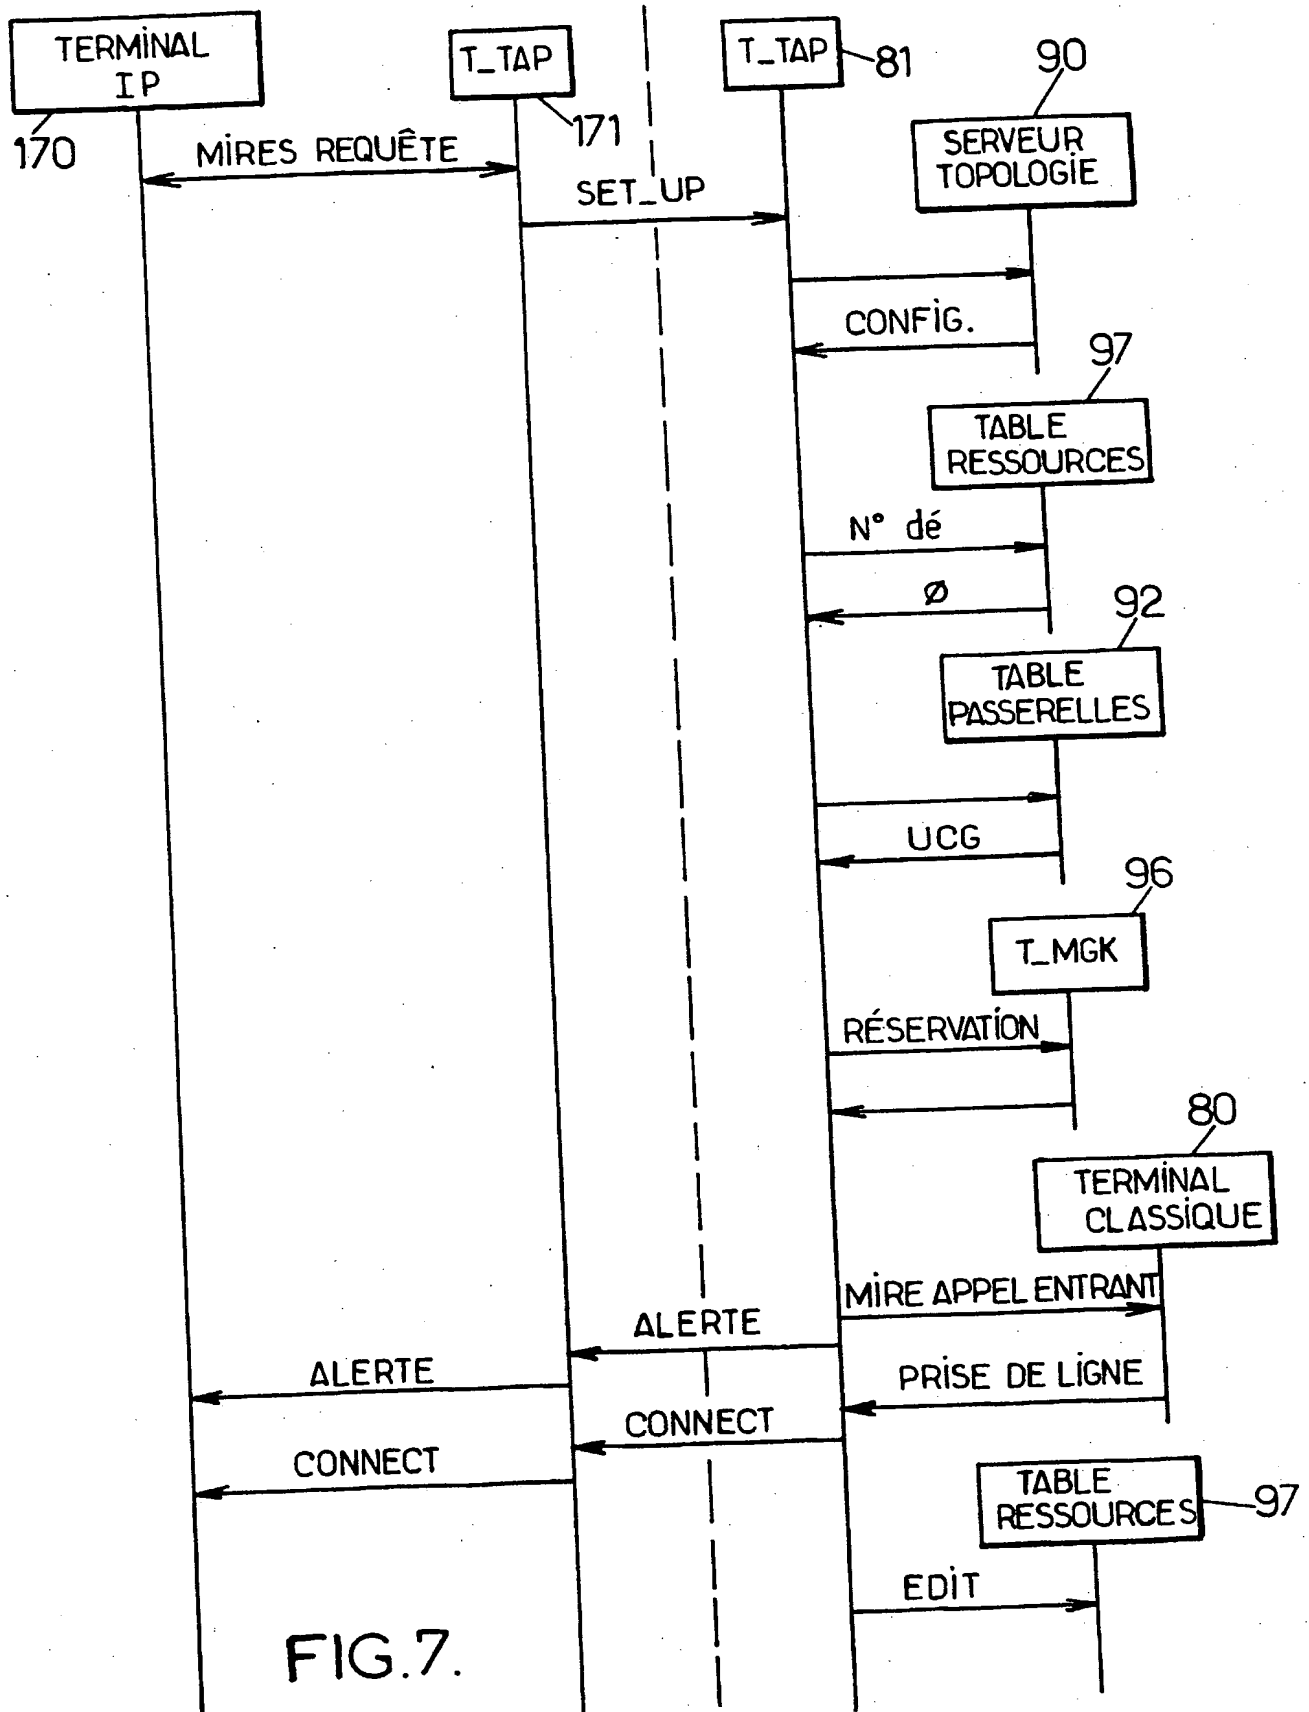 TERMINAL
IP
170
T_TAP
171
T_TAP
81
90
SERVEUR
TOPOLOGIE
MIRES REQUÊTE
SET_UP
CONFIG.
97
TABLE
RESSOURCES
N° dé
Ø
92
TABLE
PASSERELLES
UCG
96
T_MGK
RÉSERVATION
80
TERMINAL
CLASSIQUE
MIRE APPEL ENTRANT
ALERTE
ALERTE
PRISE DE LIGNE
CONNECT
CONNECT
TABLE
RESSOURCES
97
EDIT
FIG.7.